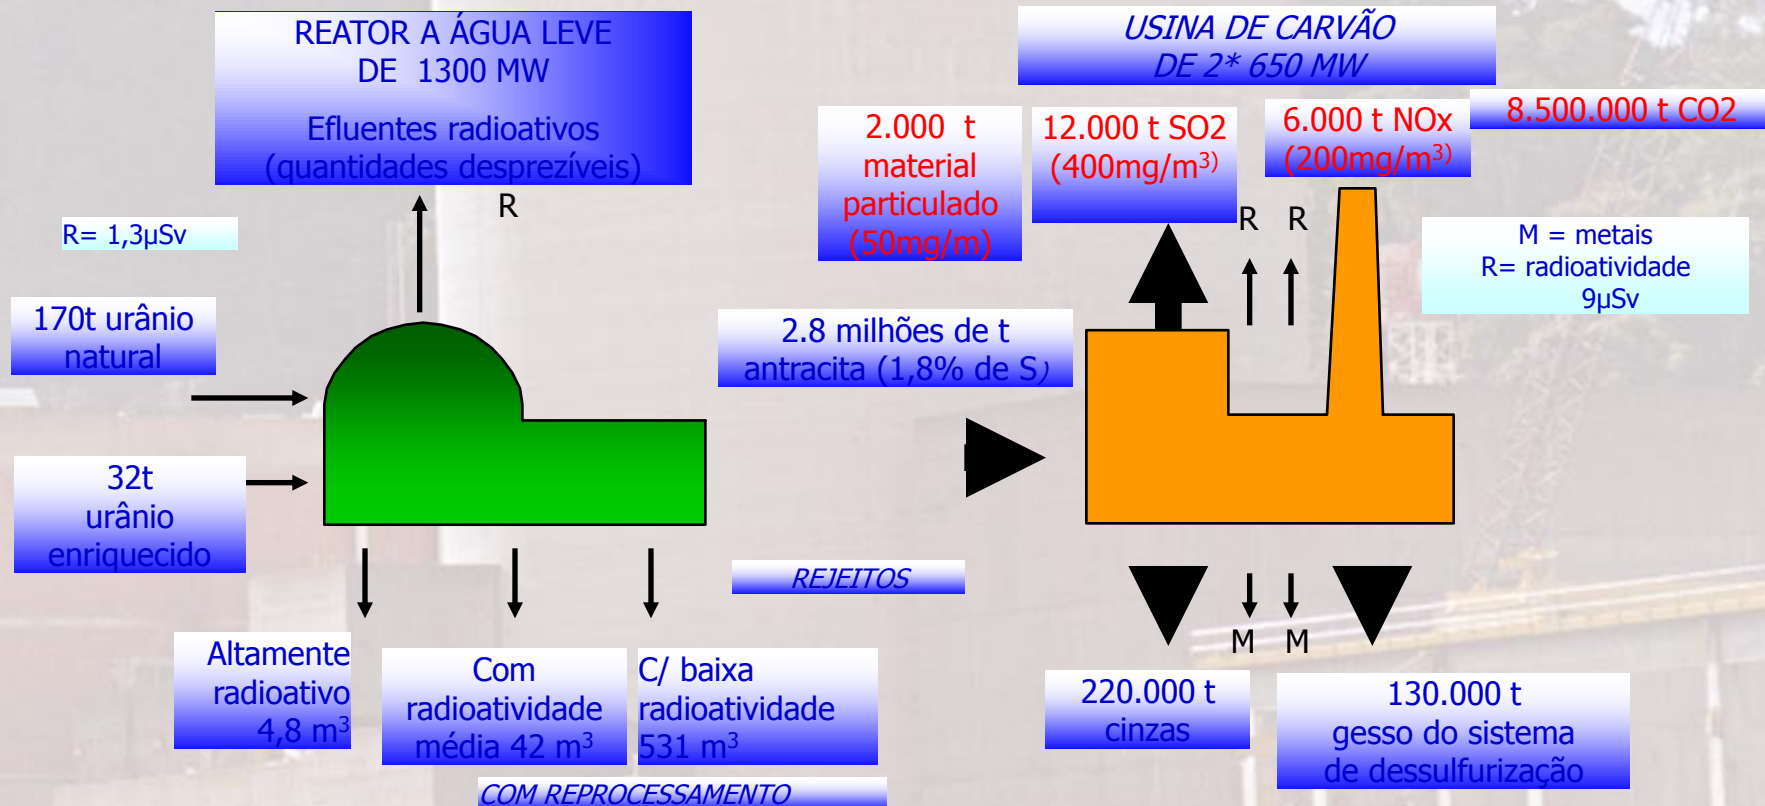 REATOR A ÁGUA LEVE
DE 1300 MW
Efluentes radioativos
(quantidades desprezíveis)
R
R= 1,3µSv
170t urânio
natural
32t
urânio
enriquecido
Altamente
radioativo
4,8 m³
Com
radioatividade
média 42 m³
C/ baixa
radioatividade
531 m³
COM REPROCESSAMENTO
REJEITOS
USINA DE CARVÃO
DE 2* 650 MW
2.000 t
material
particulado
(50mg/m)
12.000 t SO2
(400mg/m³)
6.000 t NOx
(200mg/m³)
8.500.000 t CO2
R R
M = metais
R= radioatividade
9µSv
2.8 milhões de t
antracita (1,8% de S)
M M
220.000 t
cinzas
130.000 t
gesso do sistema
de dessulfurização